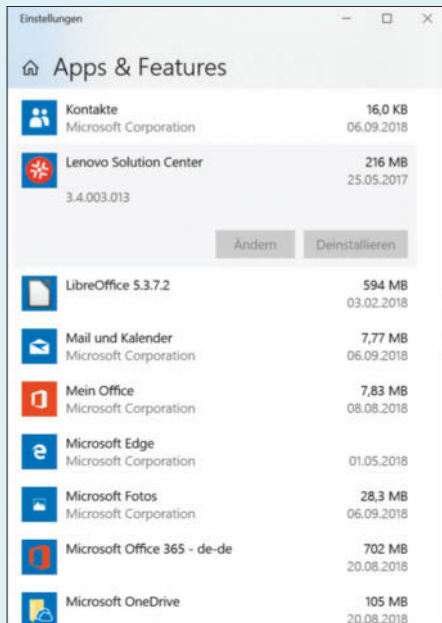 Einstellungen
Apps & Features
Kontakte 16,0 KB
Microsoft Corporation 06.09.2018
Lenovo Solution Center 216 MB
25.05.2017
3.4.003.013
Ändern Deinstallieren
LibreOffice 5.3.7.2 594 MB
03.02.2018
Mail und Kalender 7,77 MB
Microsoft Corporation 06.09.2018
Mein Office 7,83 MB
Microsoft Corporation 08.08.2018
Microsoft Edge
Microsoft Corporation 01.05.2018
Microsoft Fotos 28,3 MB
Microsoft Corporation 06.09.2018
Microsoft Office 365 - de-de 702 MB
20.08.2018
Microsoft OneDrive 105 MB
20.08.2018